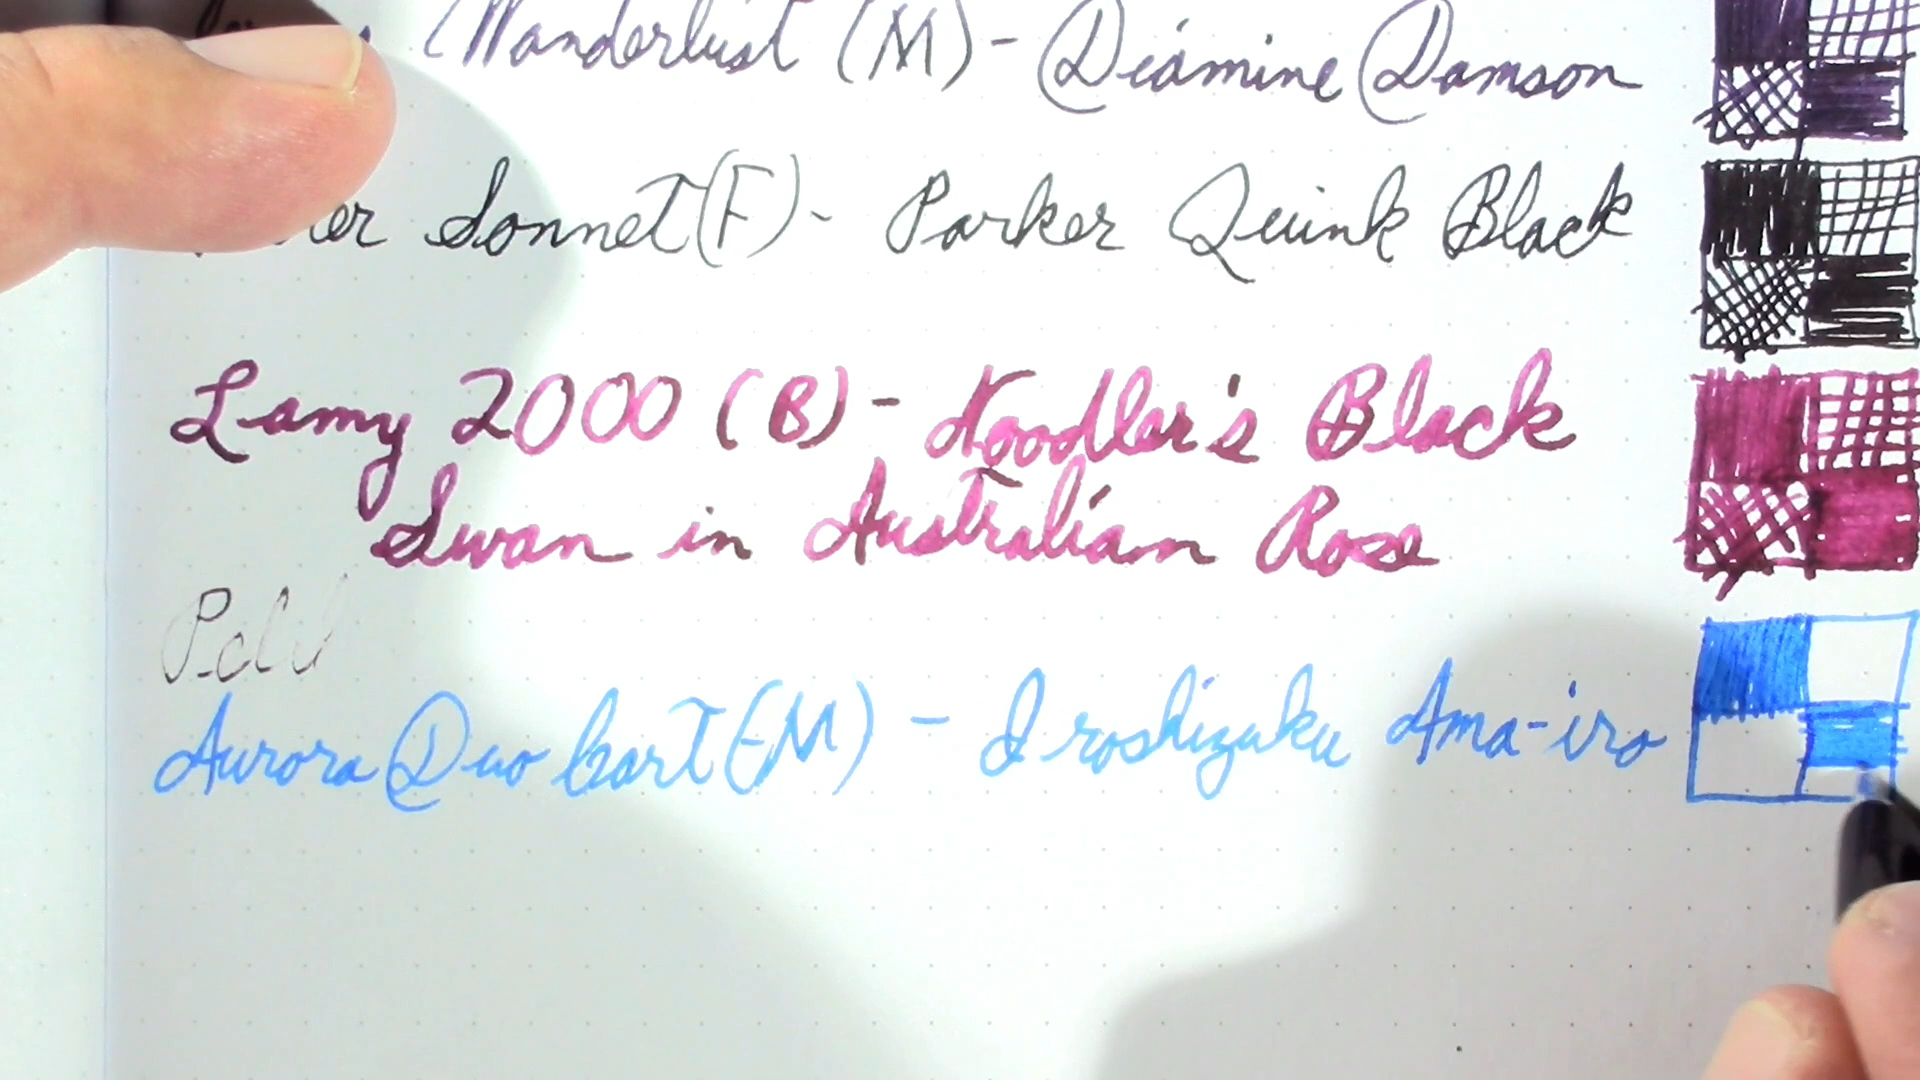 Wanderlust (M) - Diamine Damson
Sonnet (F) - Parker Quink Black
Lamy 2000 (B) - Noodler's Black
Swan in Australian Rose
Aurora Duo Cart (M) - Iroshizuku Ama-iro